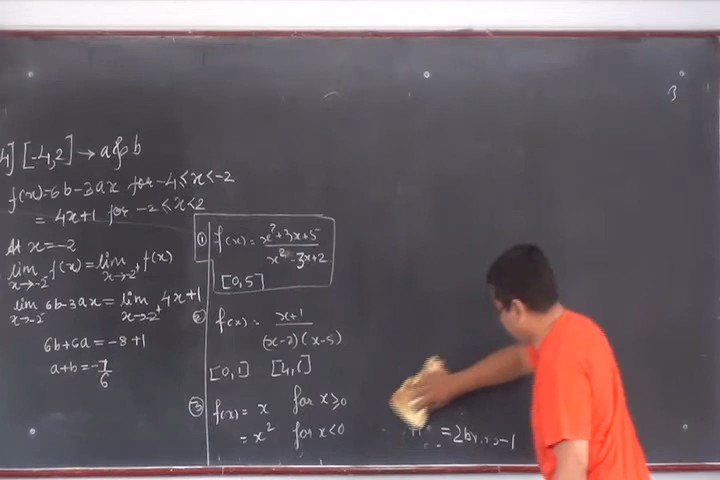 4] [-4,2] → a & b
f(x)=6b-3ax for -4≤x<-2
= 4x+1 for -2≤x≤2
At x=-2
lim x→-2⁻ f(x) = lim x→-2⁺ f(x)
lim x→-2⁻ 6b-3ax = lim x→-2⁺ 4x+1
6b+6a = -8+1
a+b = -7/6
① f(x) = x²+3x+5 / x²-3x+2
[0,5]
② f(x) = x+1 / (x-2)(x-5)
[0,1] [4,6]
③ f(x) = x for x≥0
= x² for x<0
3